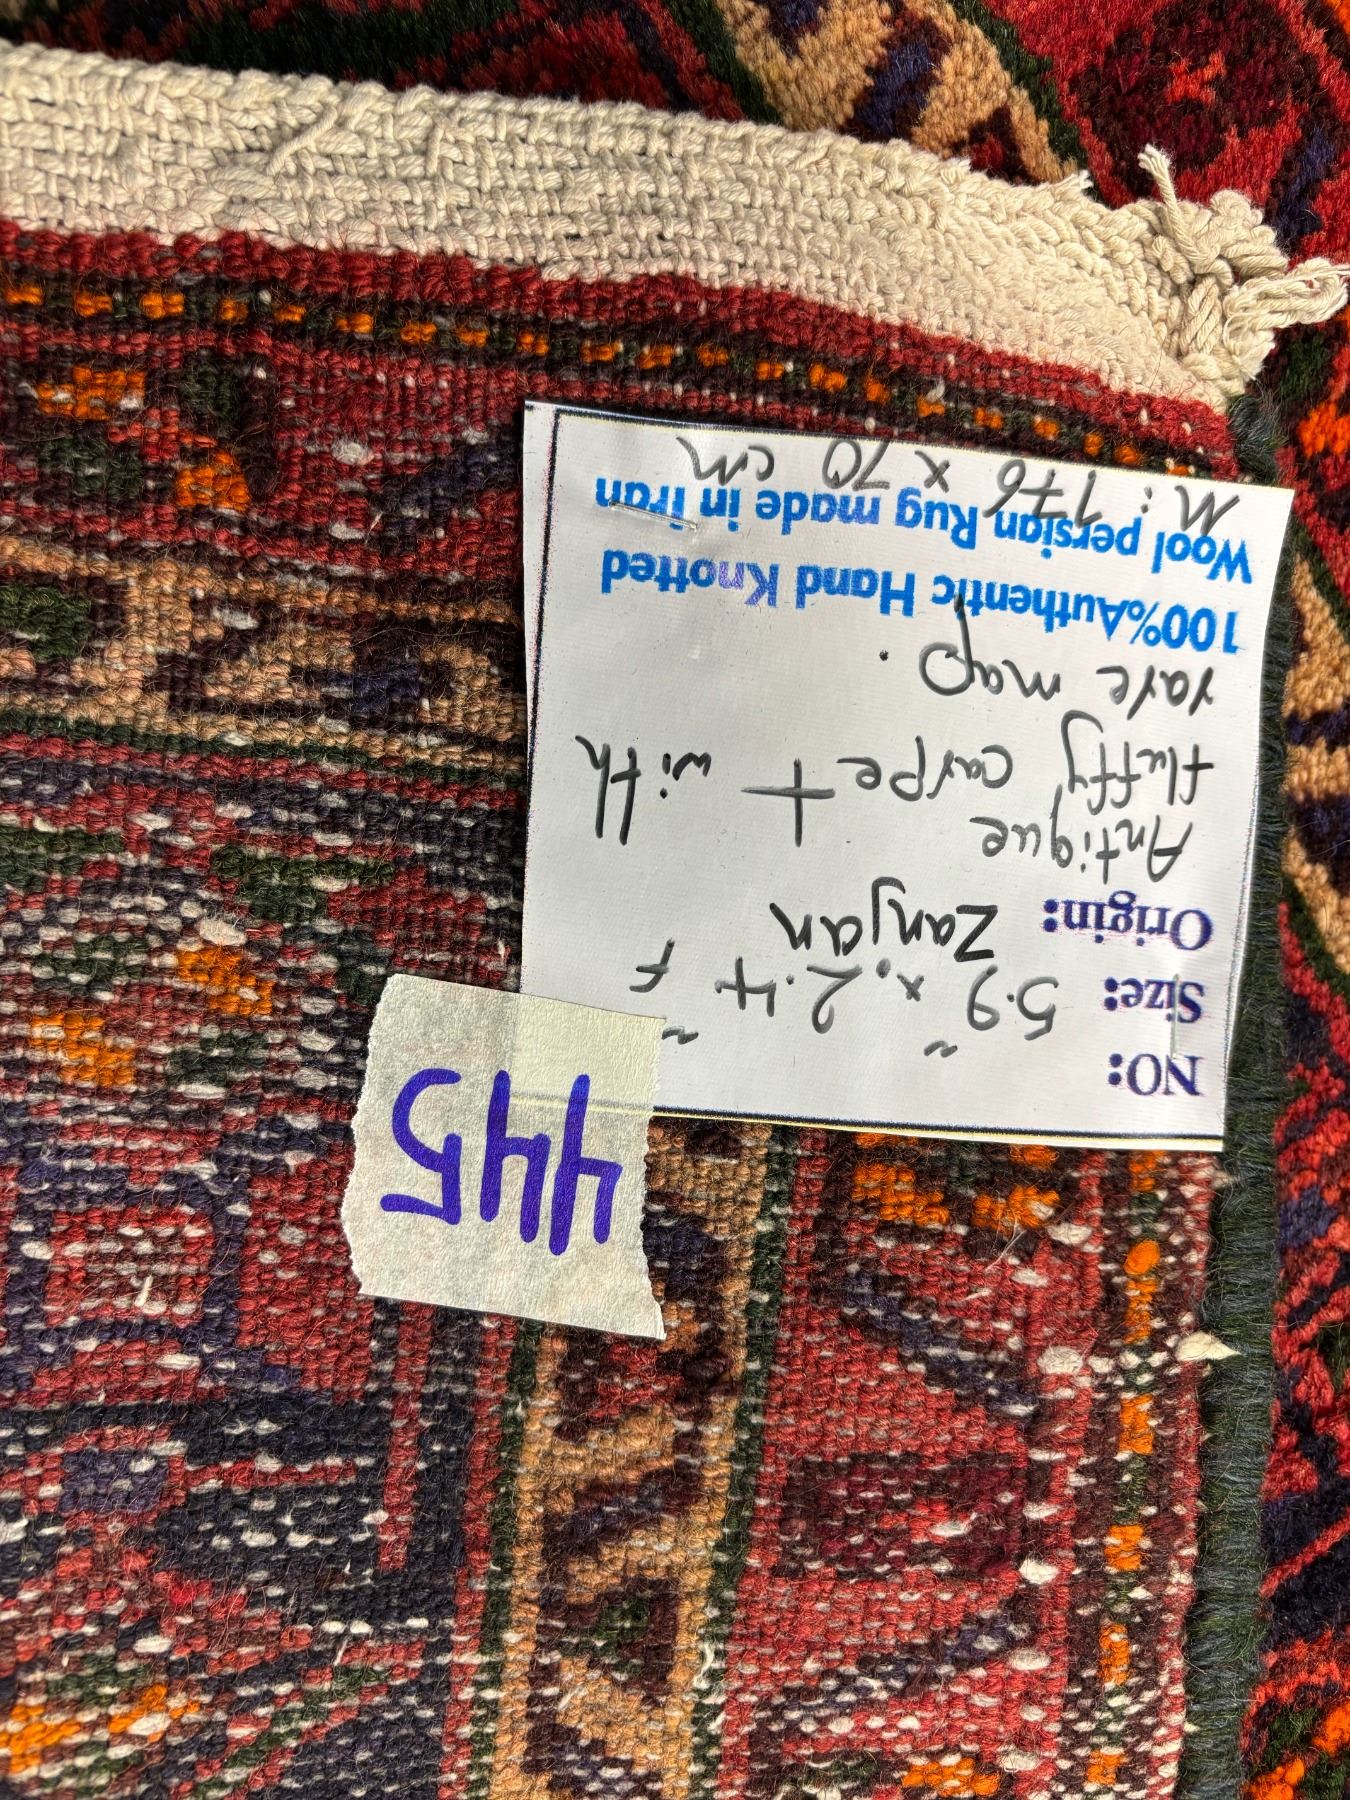 445
NO:
Size: 5.9" x, 2.4 " F
Origin: Zanjan
Antique
fluffy carpet with
rare map.
100%Authentic Hand Knotted
Wool persian Rug made in iran
M: 176 x 70 cm